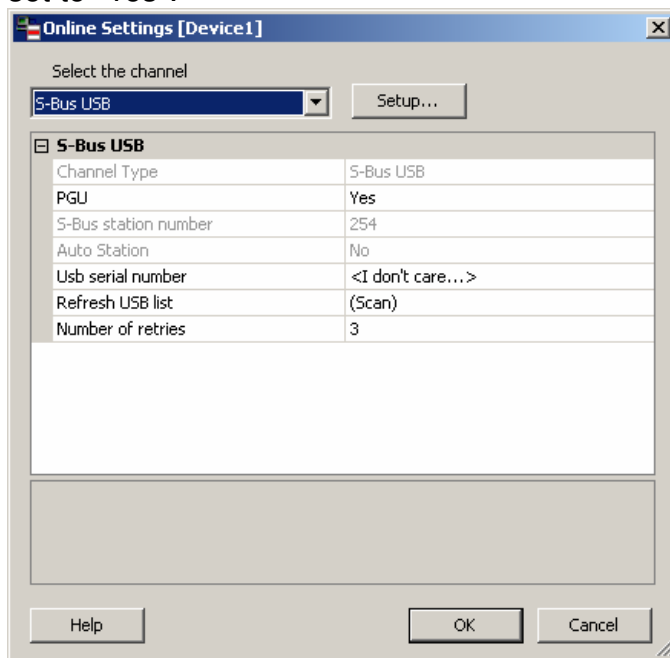 Online Settings [Device1]
Select the channel
S-Bus USB
Setup...
S-Bus USB
Channel Type S-Bus USB
PGU Yes
S-Bus station number 254
Auto Station No
Usb serial number <I don't care...>
Refresh USB list (Scan)
Number of retries 3
Help OK Cancel